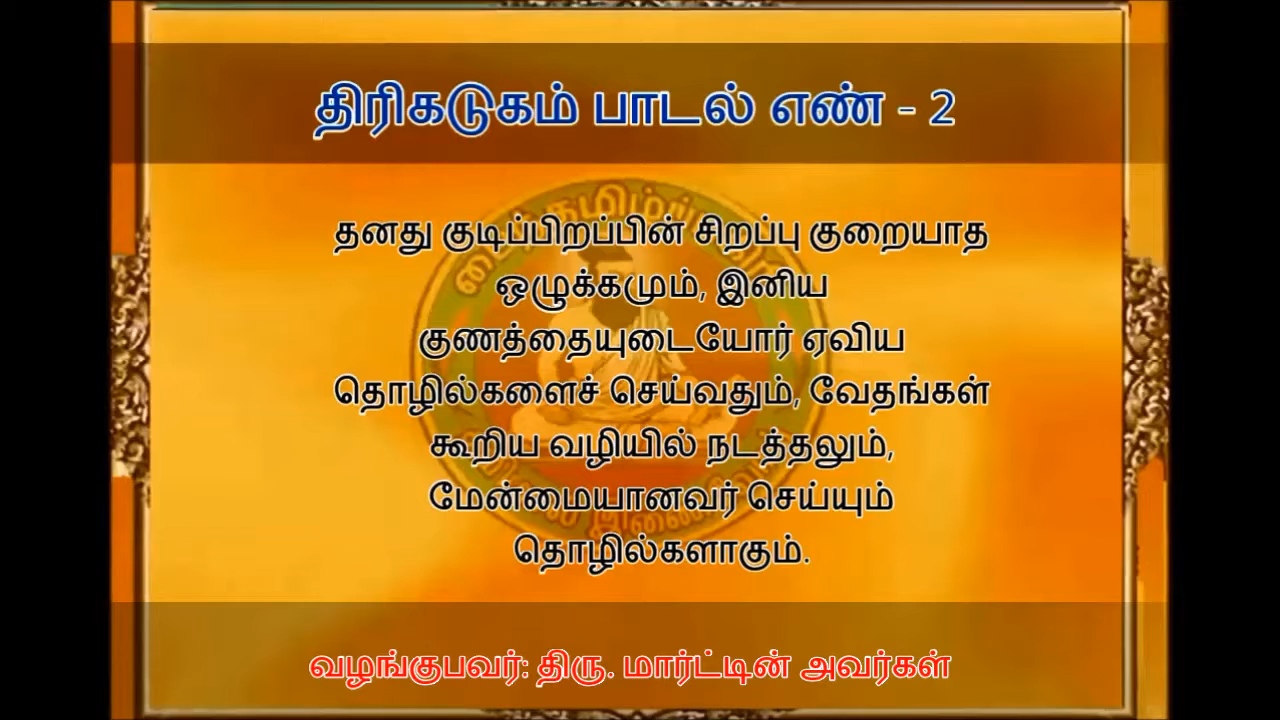 திரிகடுகம் பாடல் எண் - 2
தனது குடிப்பிறப்பின் சிறப்பு குறையாத
ஒழுக்கமும், இனிய
குணத்தையுடையோர் ஏவிய
தொழில்களைச் செய்வதும், வேதங்கள்
கூறிய வழியில் நடத்தலும்,
மேன்மையானவர் செய்யும்
தொழில்களாகும்.
வழங்குபவர்: திரு. மார்ட்டின் அவர்கள்